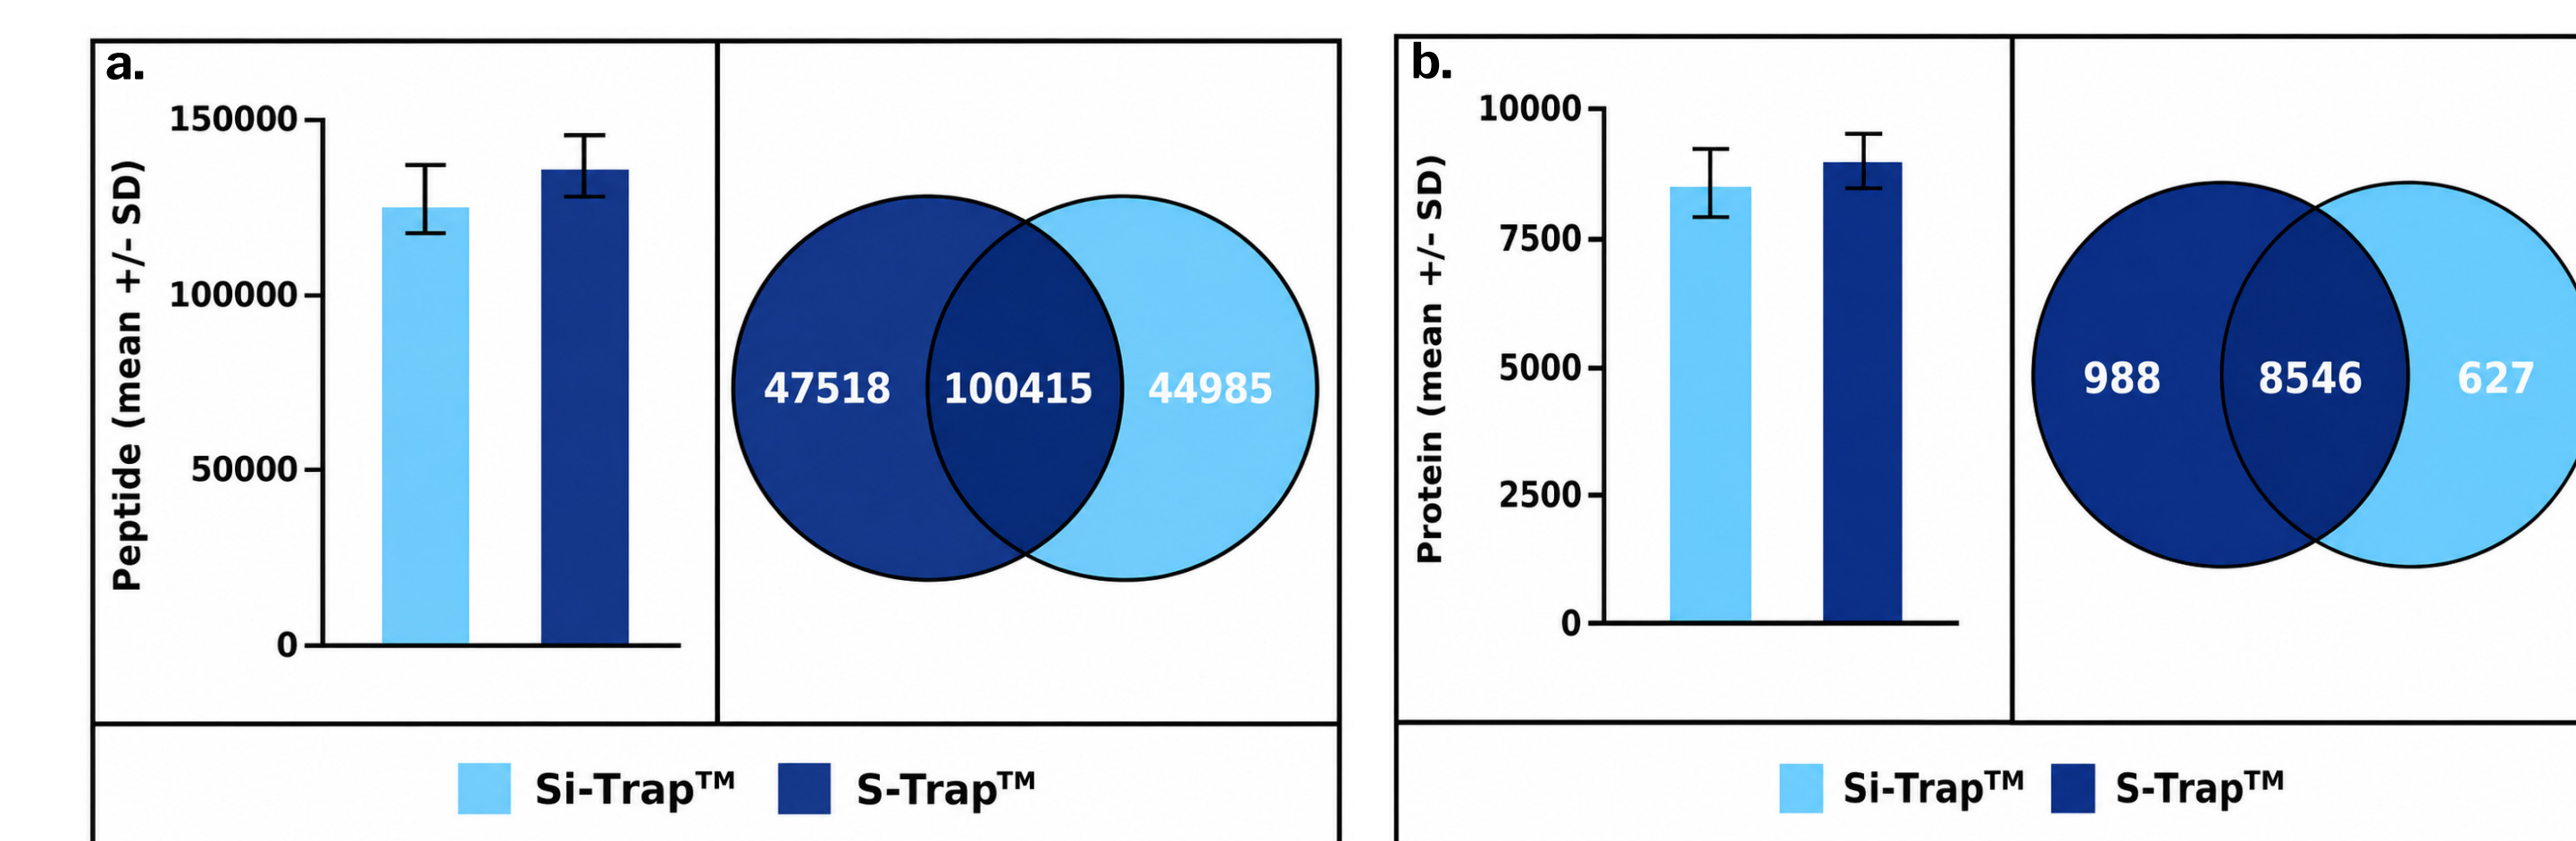 a.
Peptide (mean +/- SD)
150000
100000
50000
0
47518 100415 44985
Si-Trap™ S-Trap™
b.
Protein (mean +/- SD)
10000
7500
5000
2500
0
988 8546 627
Si-Trap™ S-Trap™